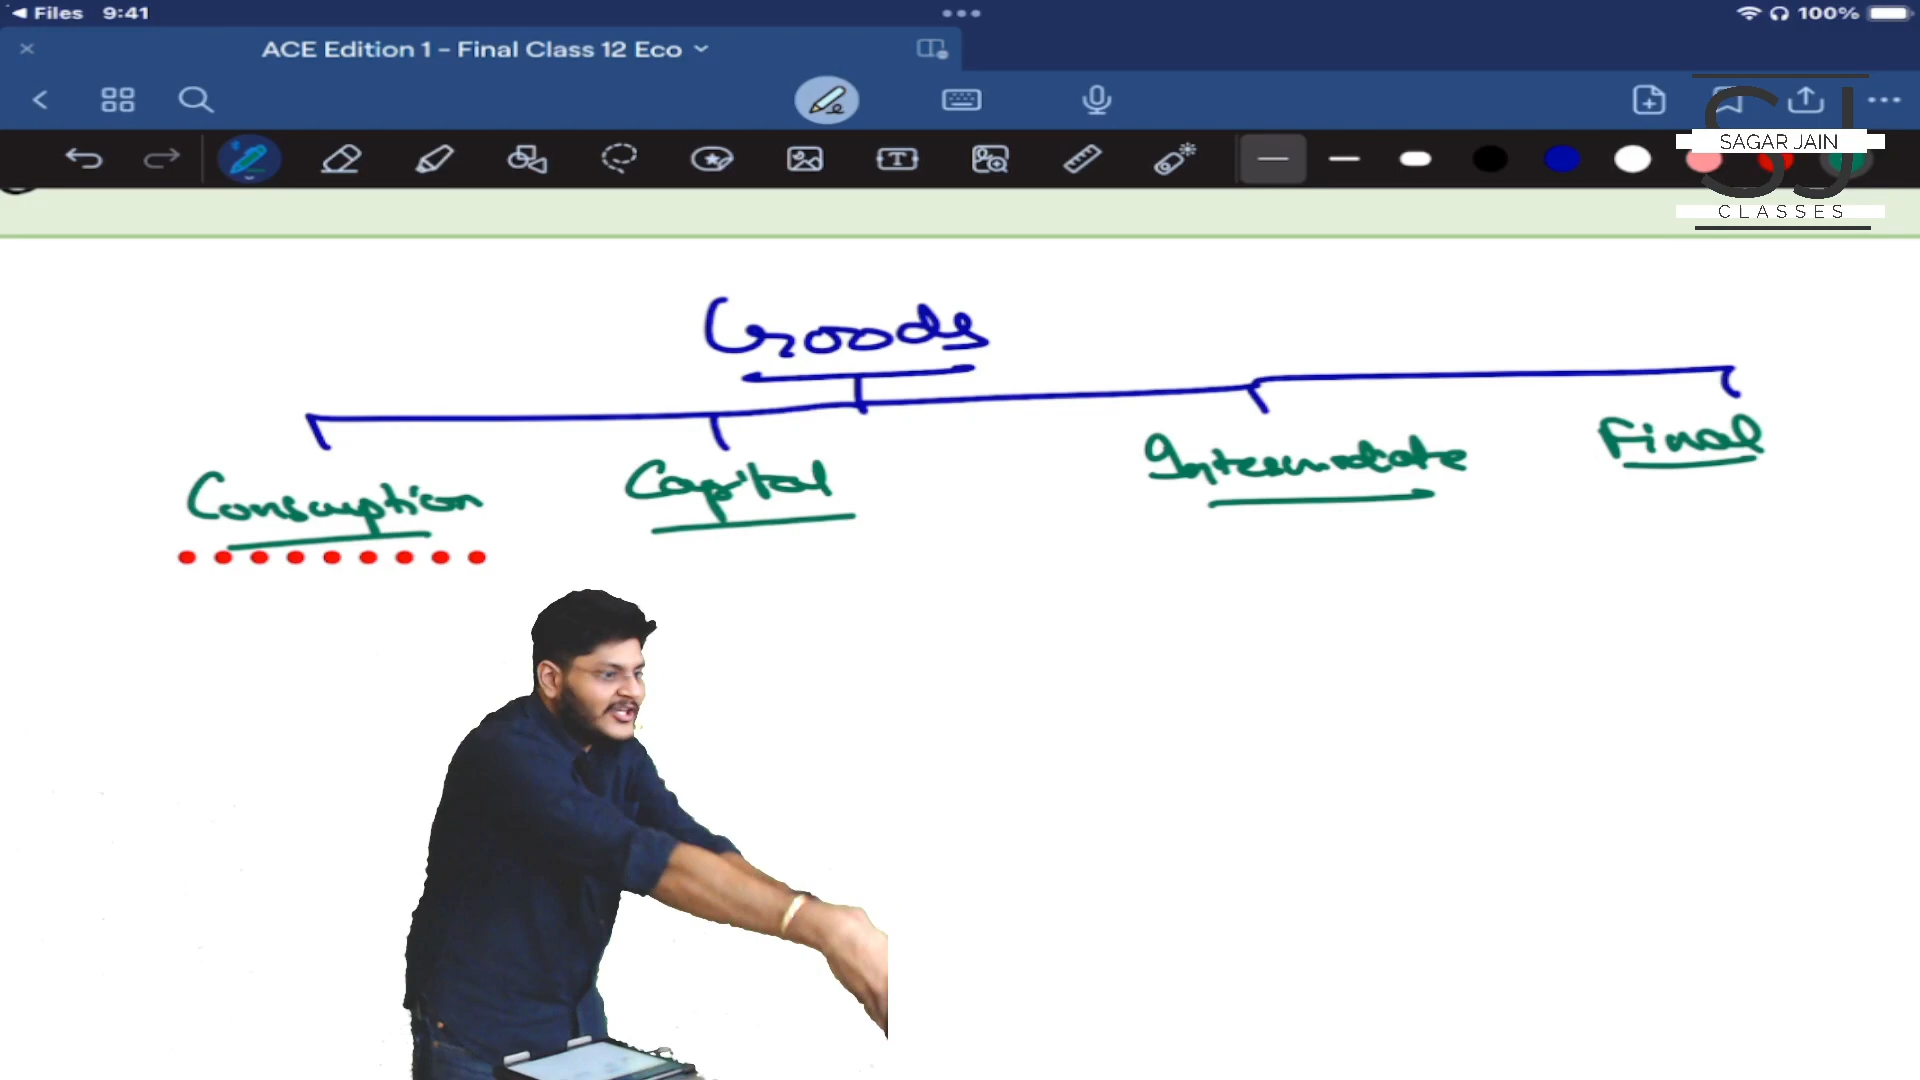 Files 9:41 100%
ACE Edition 1 - Final Class 12 Eco
SAGAR JAIN
SJ
CLASSES
Goods
Consumption Capital Intermediate Final